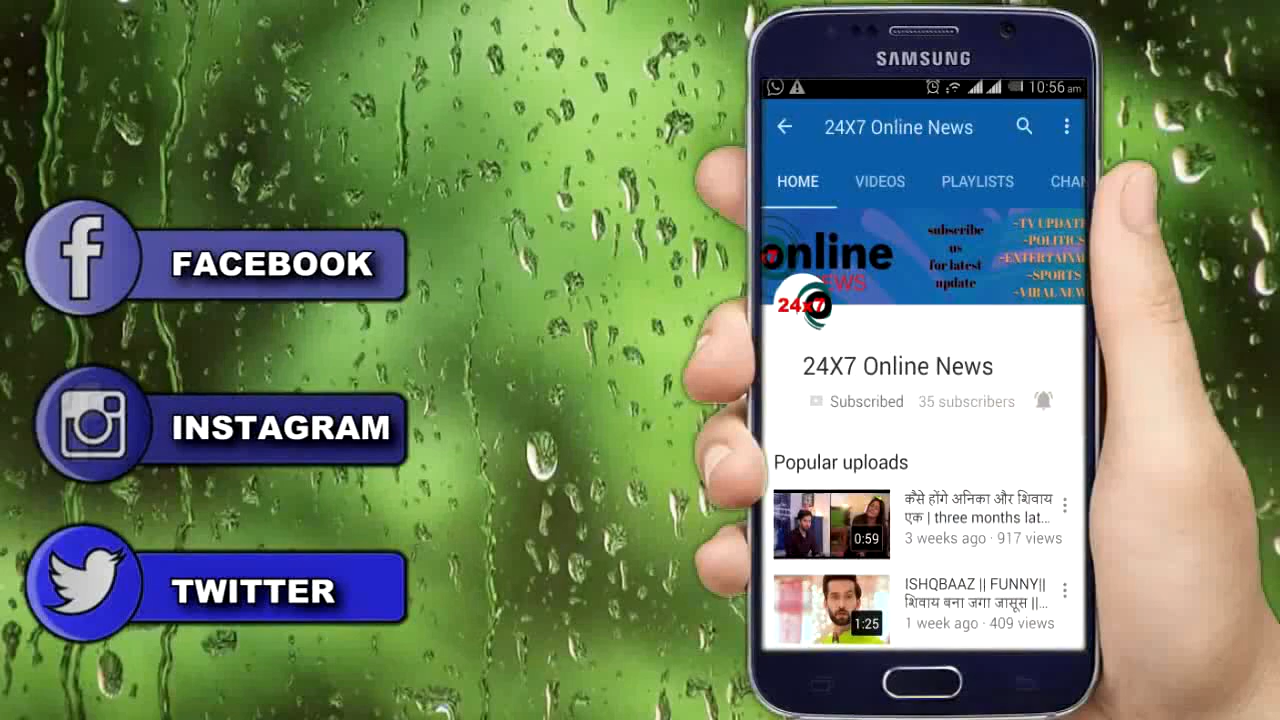 FACEBOOK
INSTAGRAM
TWITTER
SAMSUNG
10:56 am
24X7 Online News
HOME VIDEOS PLAYLISTS CHAN
online
NEWS
subscribe
us
for latest
update
~TV UPDATE
~POLITICS
~ENTERTAINM
~SPORTS
~VIRAL NEW
24x7
24X7 Online News
Subscribed 35 subscribers
Popular uploads
कैसे होंगे अनिका और शिवाय
एक | three months lat...
3 weeks ago · 917 views
0:59
ISHQBAAZ || FUNNY||
शिवाय बना जगा जासूस ||...
1 week ago · 409 views
1:25